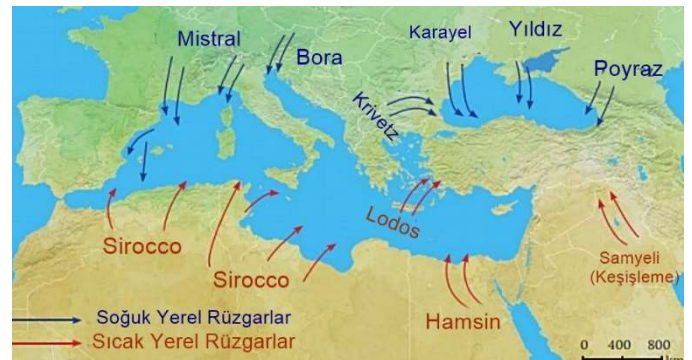 Karayel
Yıldız
Mistral
Bora
Poyraz
Krivetz
Lodos
Sirocco
Sirocco
Samyeli
(Keşişleme)
Hamsin
Soğuk Yerel Rüzgarlar
Sıcak Yerel Rüzgarlar
0 400 800
km